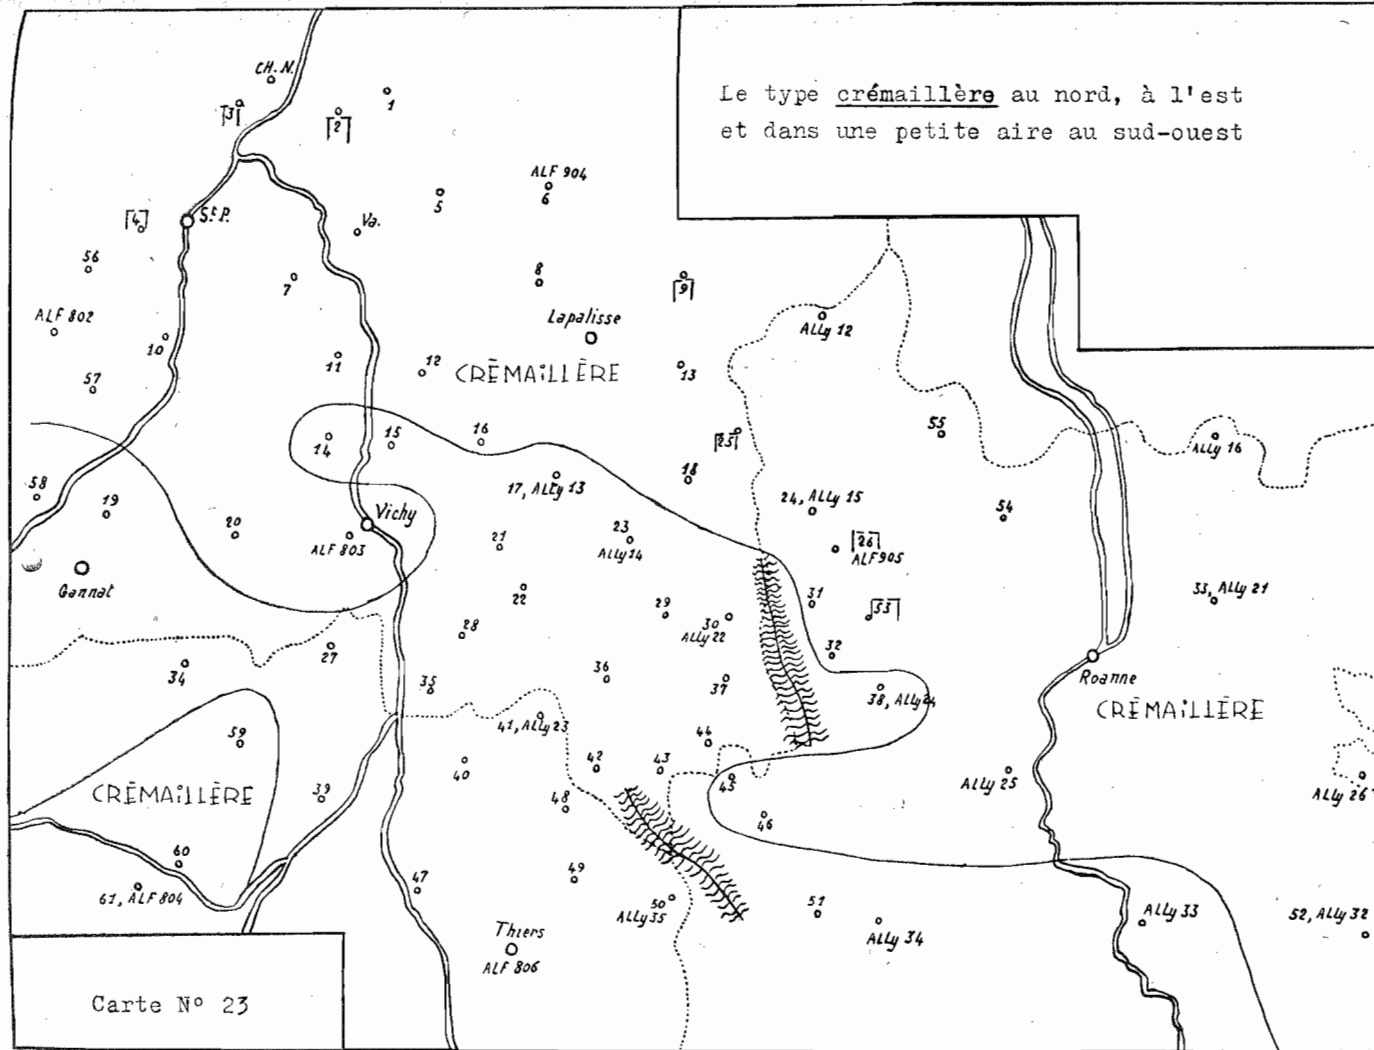 Le type crémaillère au nord, à l'est
et dans une petite aire au sud-ouest
CH.N.
3
2
1
ALF 904
6
5
4
St P.
Va.
56
7
8
9
ALF 802
Lapalisse
ALLy 12
10
11
12
CRÉMAiLLÈRE
13
57
14
15
16
25
55
ALLy 16
58
19
20
Vichy
ALF 803
17, ALLy 13
18
24, ALLy 15
54
21
23
ALLy 14
26
ALF 905
Gannat
22
29
30
ALLy 22
31
53
33, ALLy 21
28
27
32
34
35
36
37
38, ALLy 24
Roanne
CRÉMAiLLÈRE
59
41, ALLy 23
44
40
42
43
45
ALLy 25
ALLy 26
CRÉMAiLLÈRE
39
48
46
60
61, ALF 804
47
49
50
ALLy 35
51
ALLy 34
ALLy 33
52, ALLy 32
Thiers
ALF 806
Carte N° 23